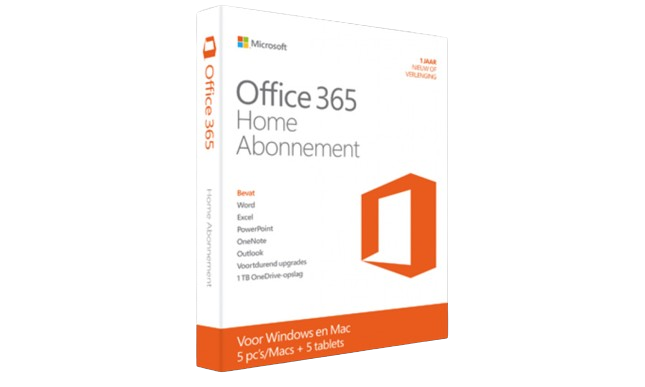 Microsoft
1 JAAR
NIEUW OF
VERLENGING
Office 365
Home
Abonnement
Bevat
Word
Excel
PowerPoint
OneNote
Outlook
Voortdurend upgrades
1 TB OneDrive-opslag
Voor Windows en Mac
5 pc's/Macs + 5 tablets
Office 365
Home Abonnement